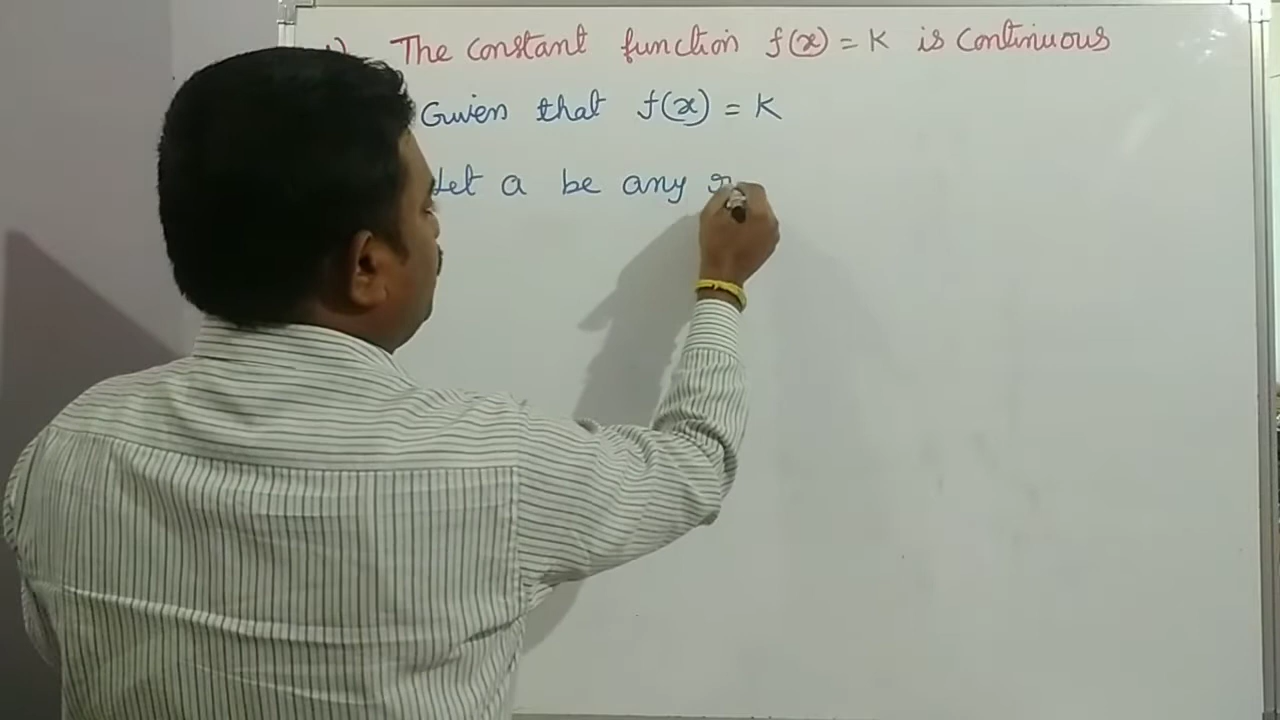 The constant function f(x) = K is continuous
Given that f(x) = K
Let a be any